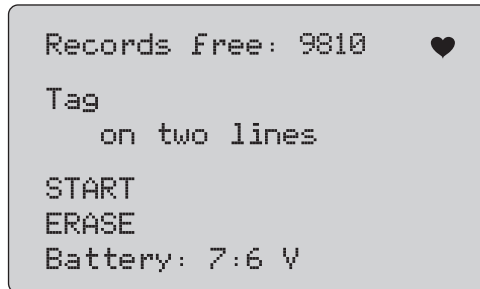 Records free: 9810 ♥
Tag
on two lines
START
ERASE
Battery: 7:6 V